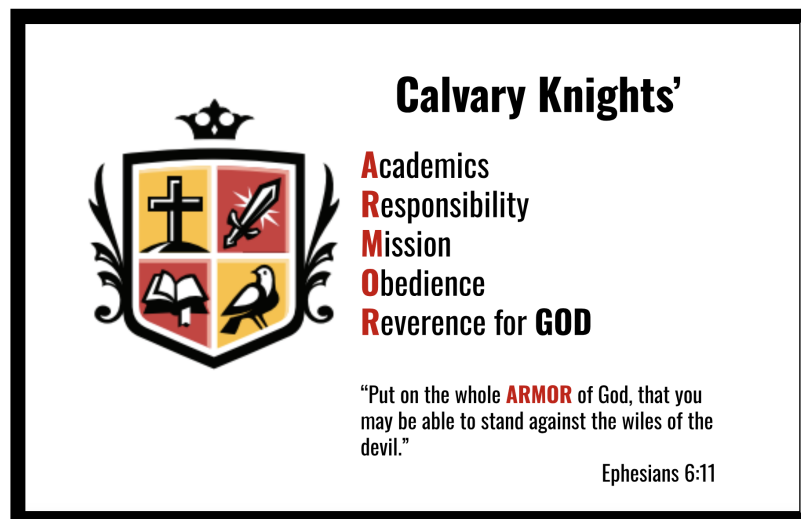 Calvary Knights’
Academics
Responsibility
Mission
Obedience
Reverence for GOD
“Put on the whole ARMOR of God, that you
may be able to stand against the wiles of the
devil.”
Ephesians 6:11